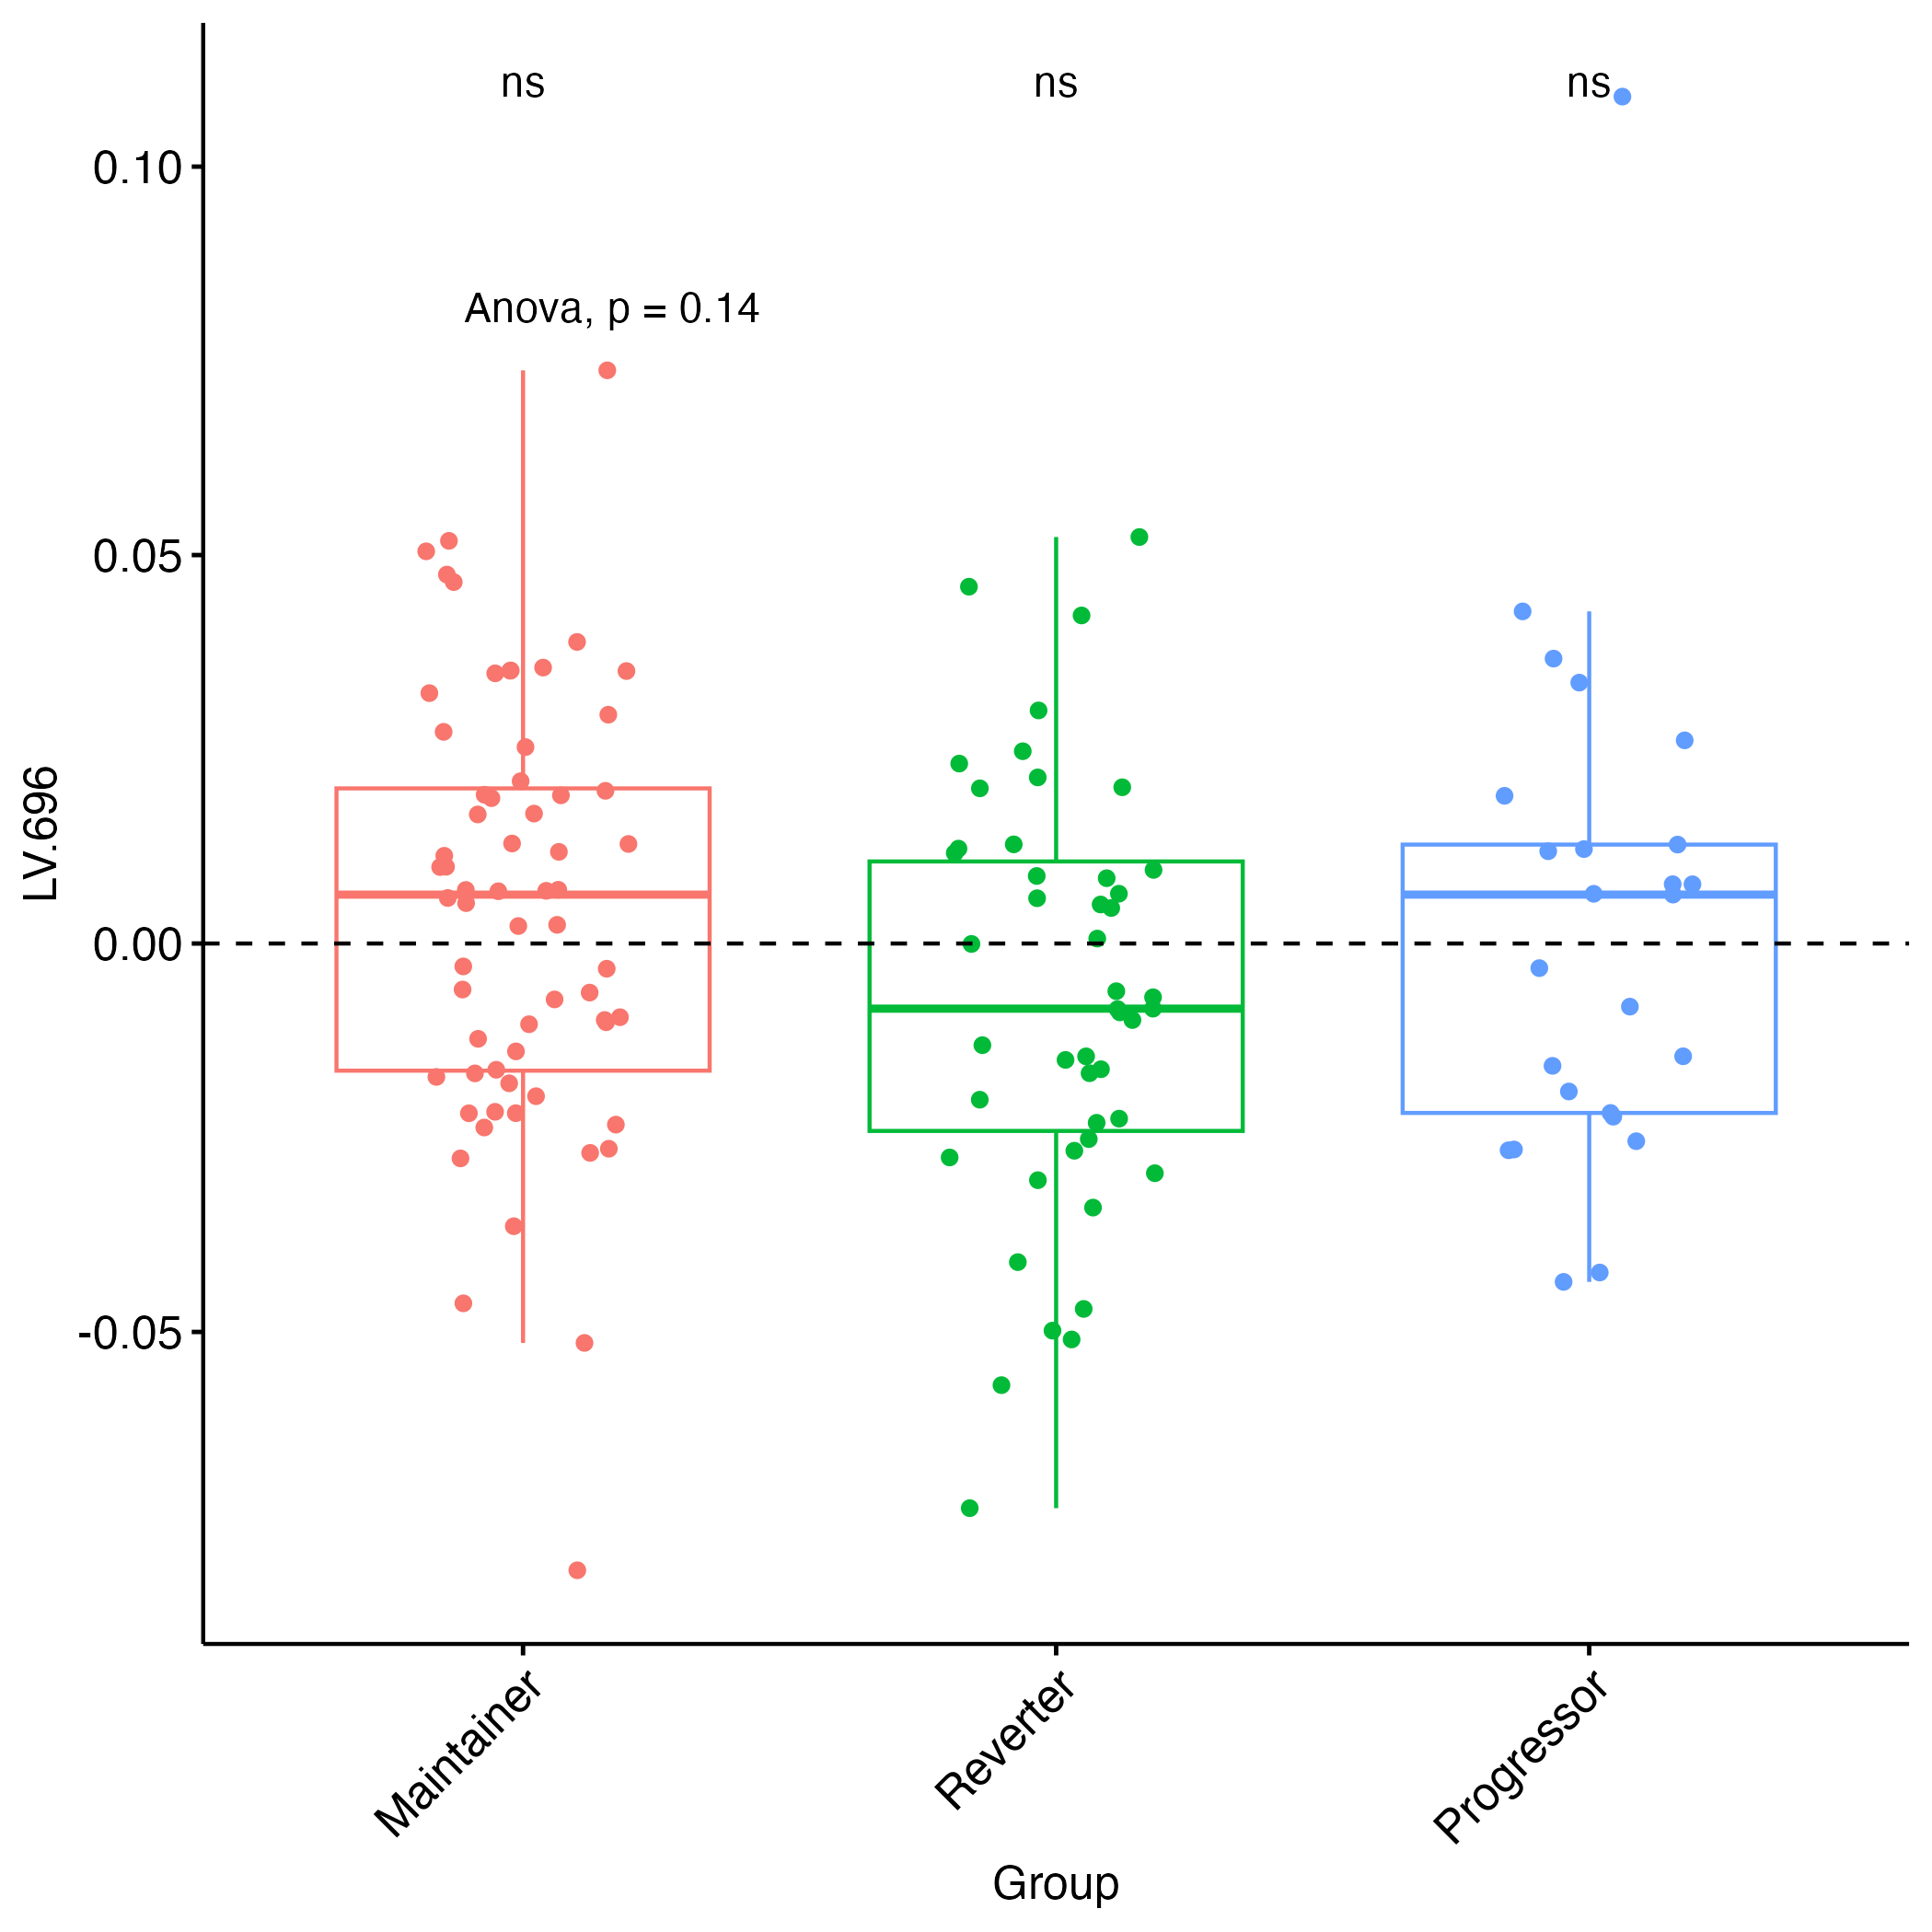 ns ns ns
0.10
Anova, p = 0.14
0.05
LV.696
0.00
-0.05
Maintainer Reverter Progressor
Group